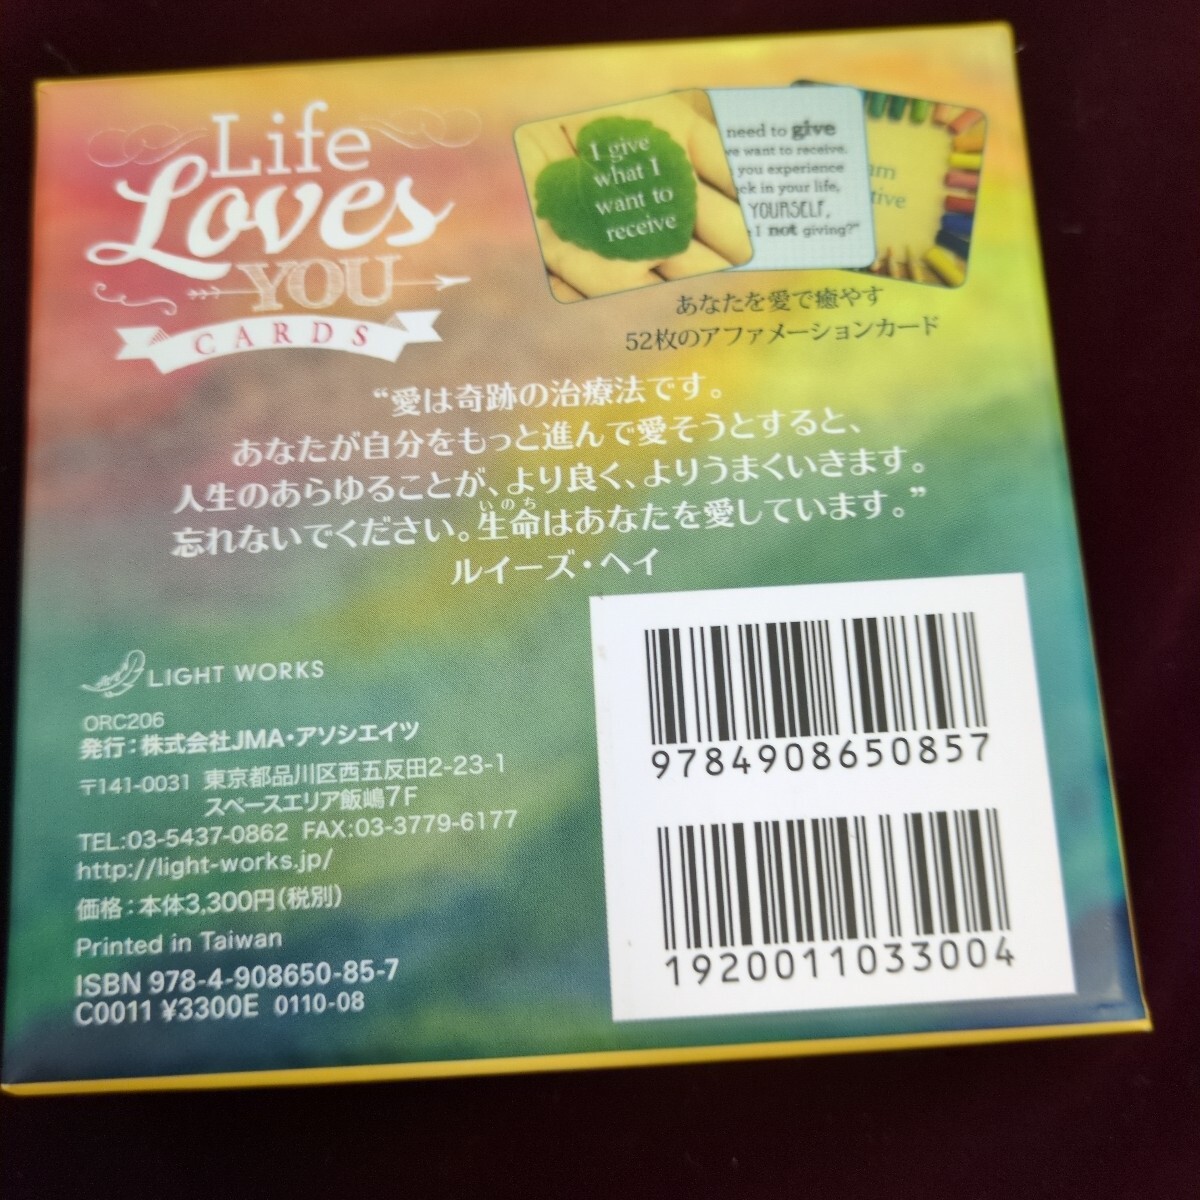 Life
Loves
YOU
CARDS
I give
what I
want to
receive
need to give
we want to receive.
you experience
ck in your life,
YOURSELF,
I not giving?"
am
tive
あなたを愛で癒やす
52枚のアファメーションカード
“愛は奇跡の治療法です。
あなたが自分をもっと進んで愛そうとすると、
人生のあらゆることが、より良く、よりうまくいきます。
いのち
忘れないでください。生命はあなたを愛しています。”
ルイーズ・ヘイ
LIGHT WORKS
ORC206
発行：株式会社JMA・アソシエイツ
〒141-0031 東京都品川区西五反田2-23-1
スペースエリア飯嶋7F
TEL:03-5437-0862 FAX:03-3779-6177
http://light-works.jp/
価格：本体3,300円（税別）
Printed in Taiwan
ISBN 978-4-908650-85-7
C0011 ¥3300E 0110-08
9784908650857
1920011033004